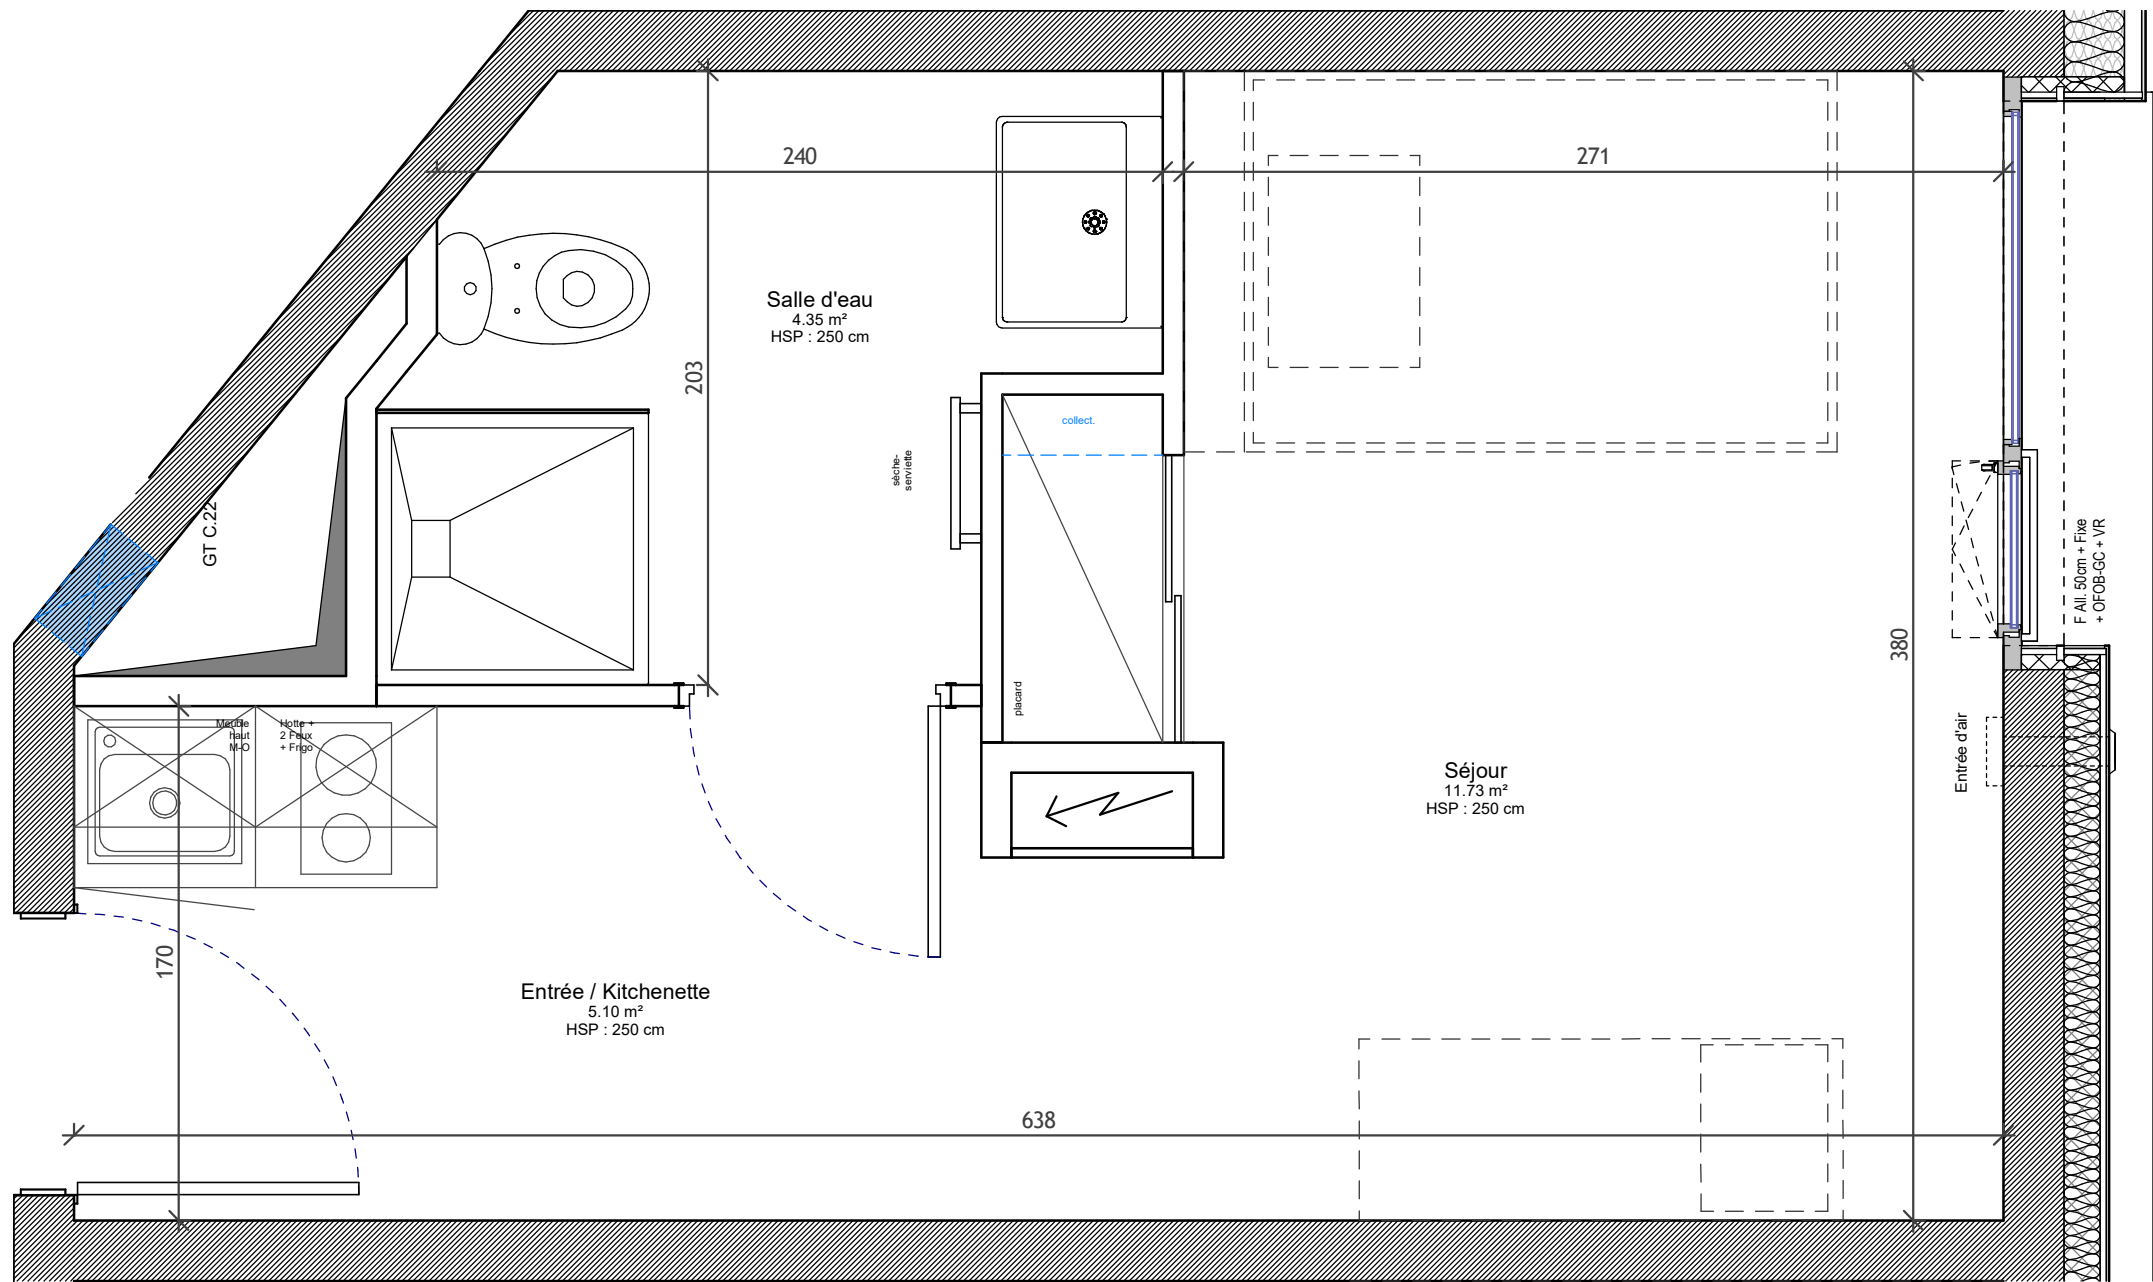 240
271
Salle d'eau
4.35 m²
HSP : 250 cm
203
collect.
sèche-
serviette
GT C.22
F All. 50cm + Fixe
+ OFOB-GC + VR
380
placard
Meuble
haut
M-O
Hotte +
2 Feux
+ Frigo
Entrée d'air
Séjour
11.73 m²
HSP : 250 cm
170
Entrée / Kitchenette
5.10 m²
HSP : 250 cm
638